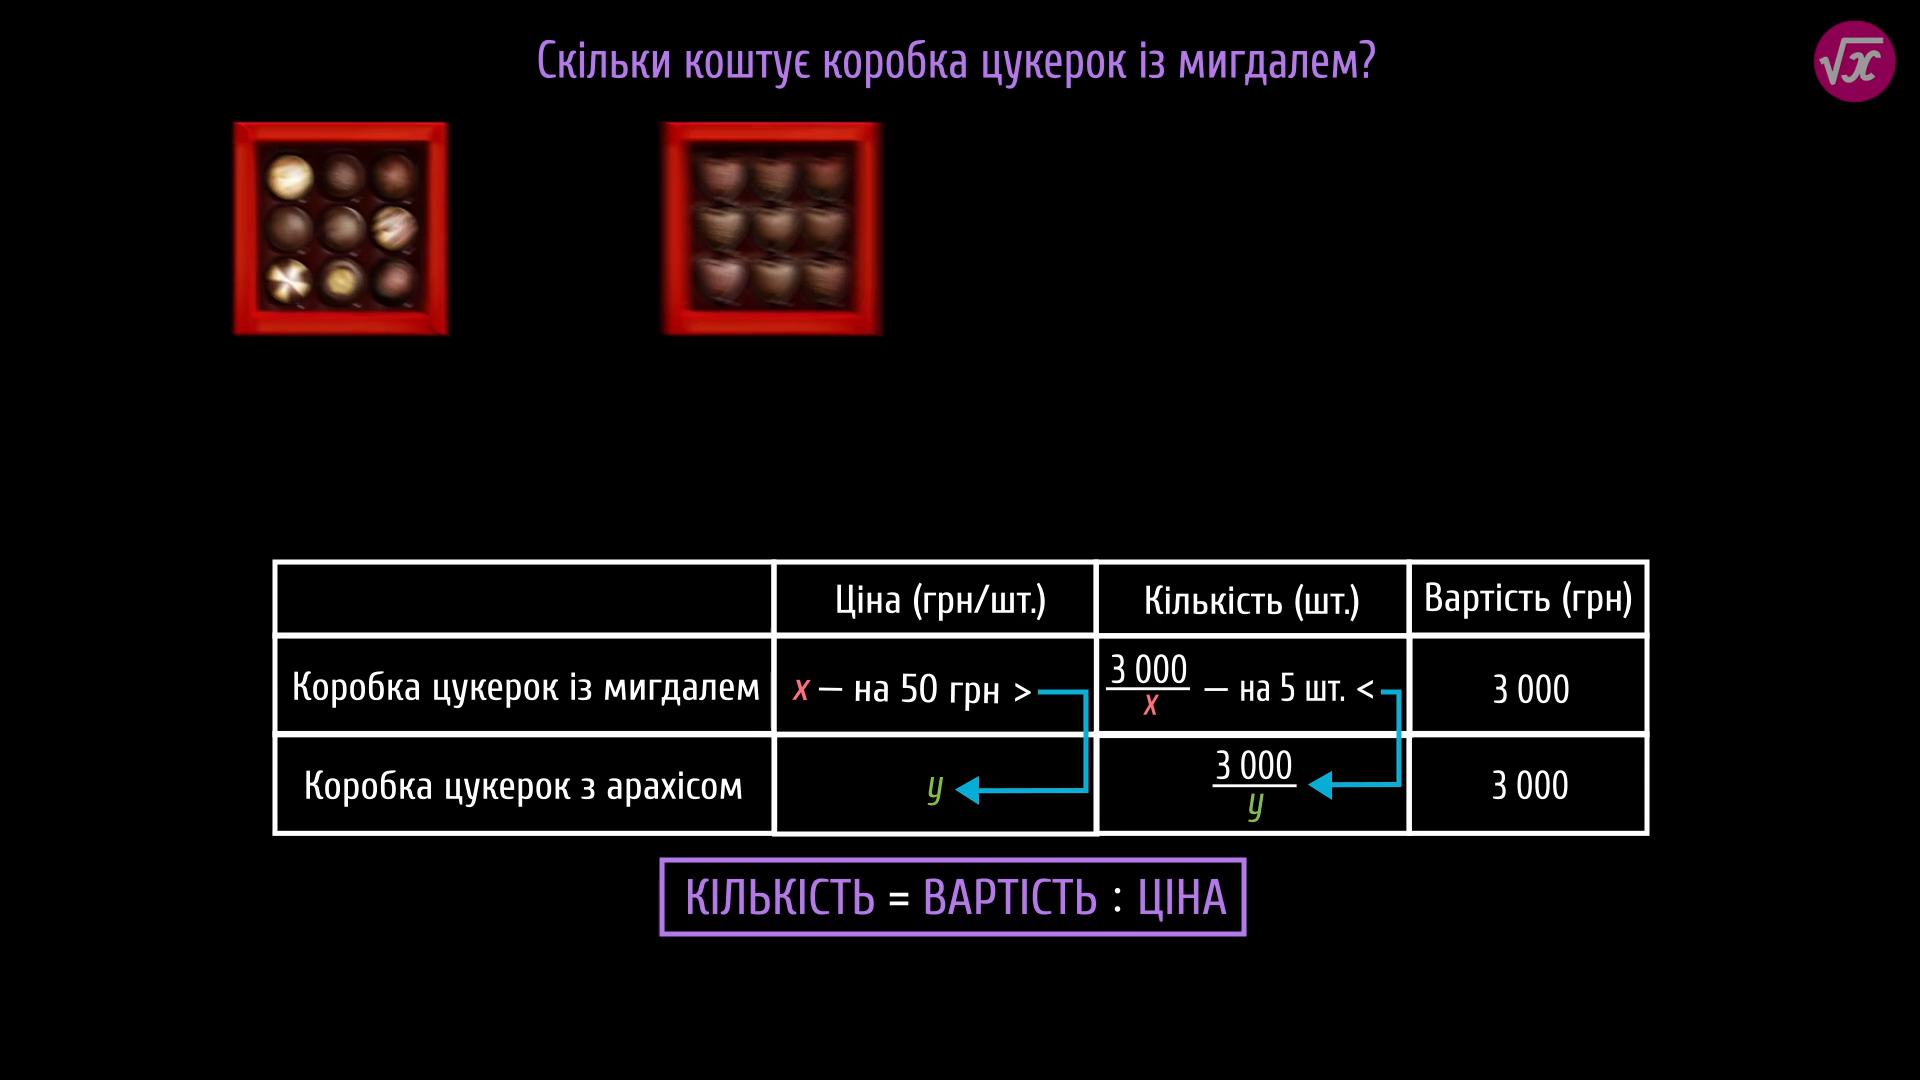 Скільки коштує коробка цукерок із мигдалем?
√x
Ціна (грн/шт.) Кількість (шт.) Вартість (грн)
Коробка цукерок із мигдалем x – на 50 грн > 3 000/x – на 5 шт. < 3 000
Коробка цукерок з арахісом y 3 000/y 3 000
КІЛЬКІСТЬ = ВАРТІСТЬ : ЦІНА